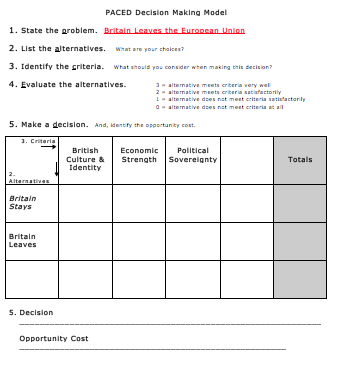 PACED Decision Making Model
1. State the problem. Britain Leaves the European Union
2. List the alternatives. What are your choices?
3. Identify the criteria. What should you consider when making this decision?
4. Evaluate the alternatives.
3 = alternative meets criteria very well
2 = alternative meets criteria satisfactorily
1 = alternative does not meet criteria satisfactorily
0 = alternative does not meet criteria at all
5. Make a decision. And, identify the opportunity cost.
3. Criteria
2.
Alternatives
British
Culture &
Identity
Economic
Strength
Political
Sovereignty
Totals
Britain
Stays
Britain
Leaves
5. Decision
Opportunity Cost